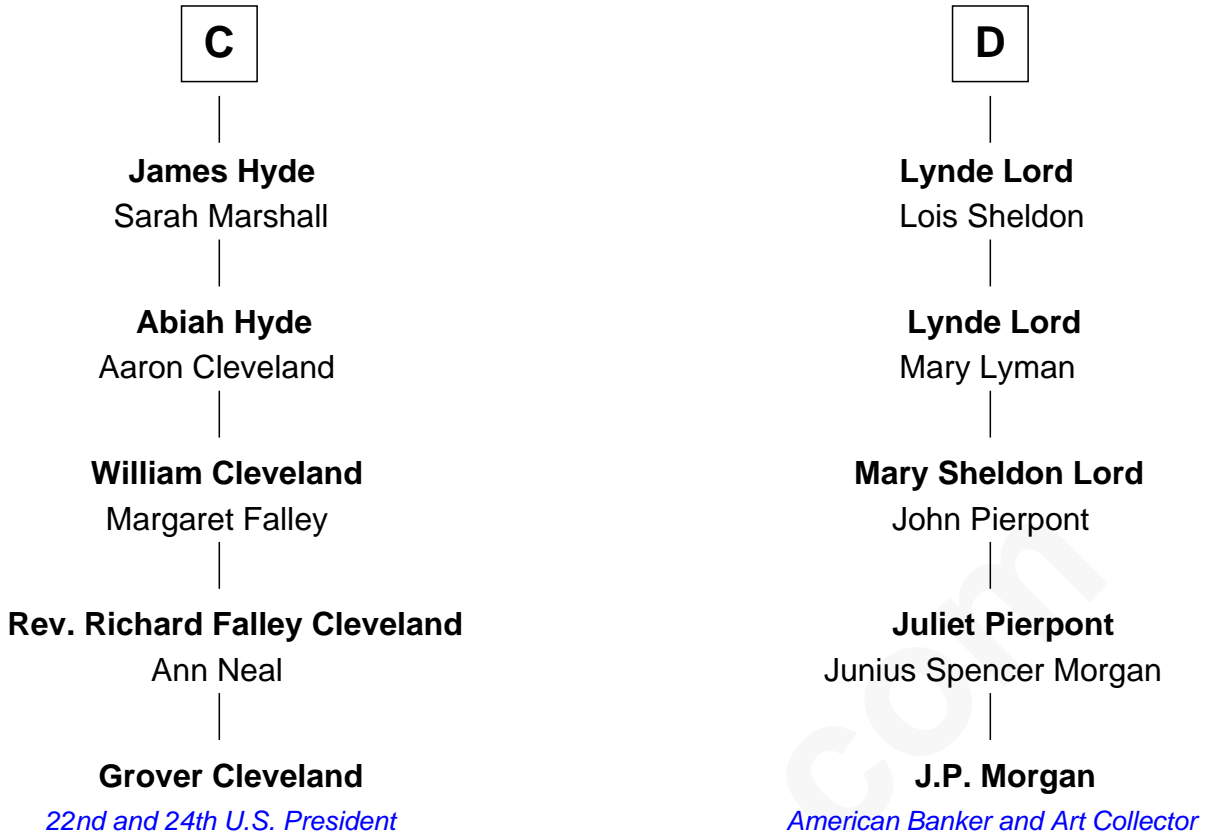 C
James Hyde
Sarah Marshall
Abiah Hyde
Aaron Cleveland
William Cleveland
Margaret Falley
Rev. Richard Falley Cleveland
Ann Neal
Grover Cleveland
22nd and 24th U.S. President
D
Lynde Lord
Lois Sheldon
Lynde Lord
Mary Lyman
Mary Sheldon Lord
John Pierpont
Juliet Pierpont
Junius Spencer Morgan
J.P. Morgan
American Banker and Art Collector
com